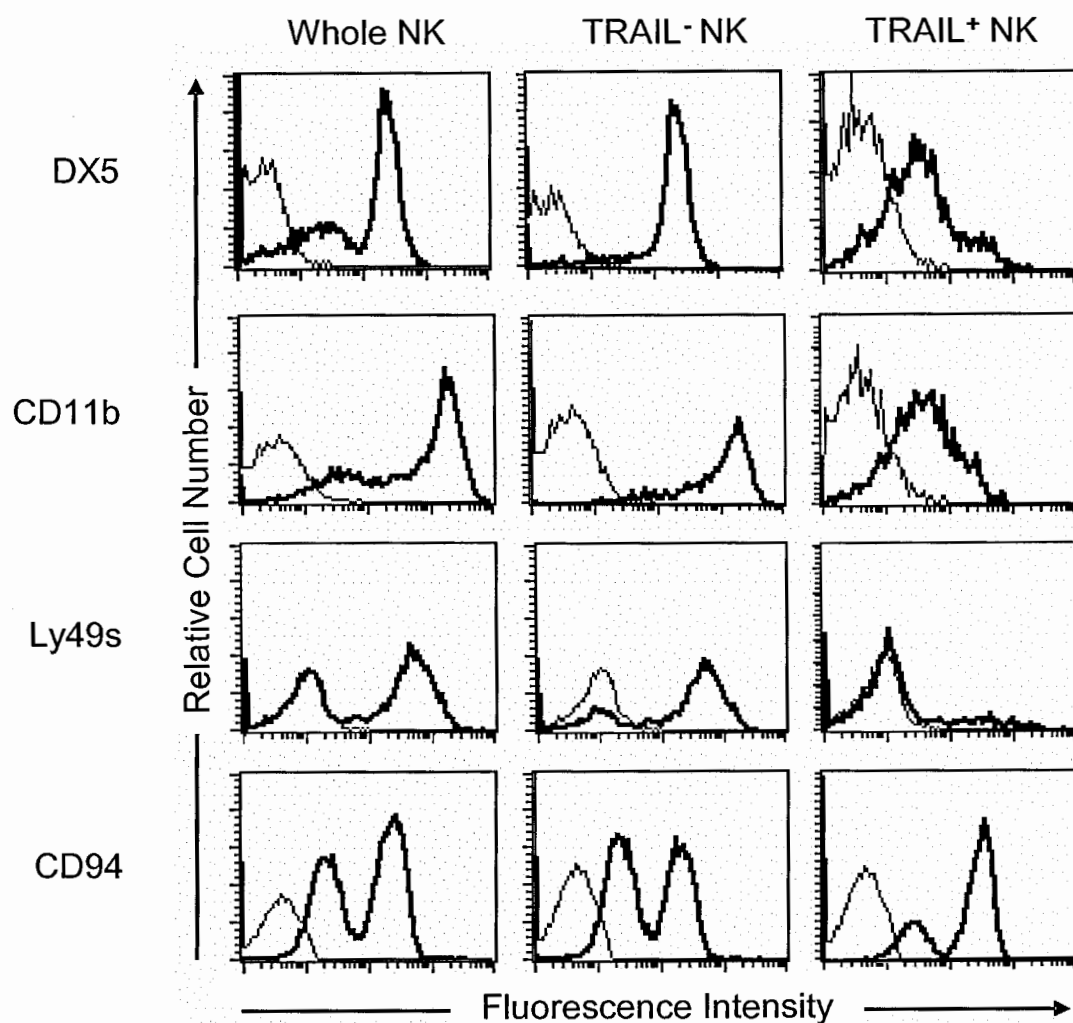 Whole NK
TRAIL- NK
TRAIL+ NK
DX5
CD11b
Ly49s
CD94
Relative Cell Number
Fluorescence Intensity